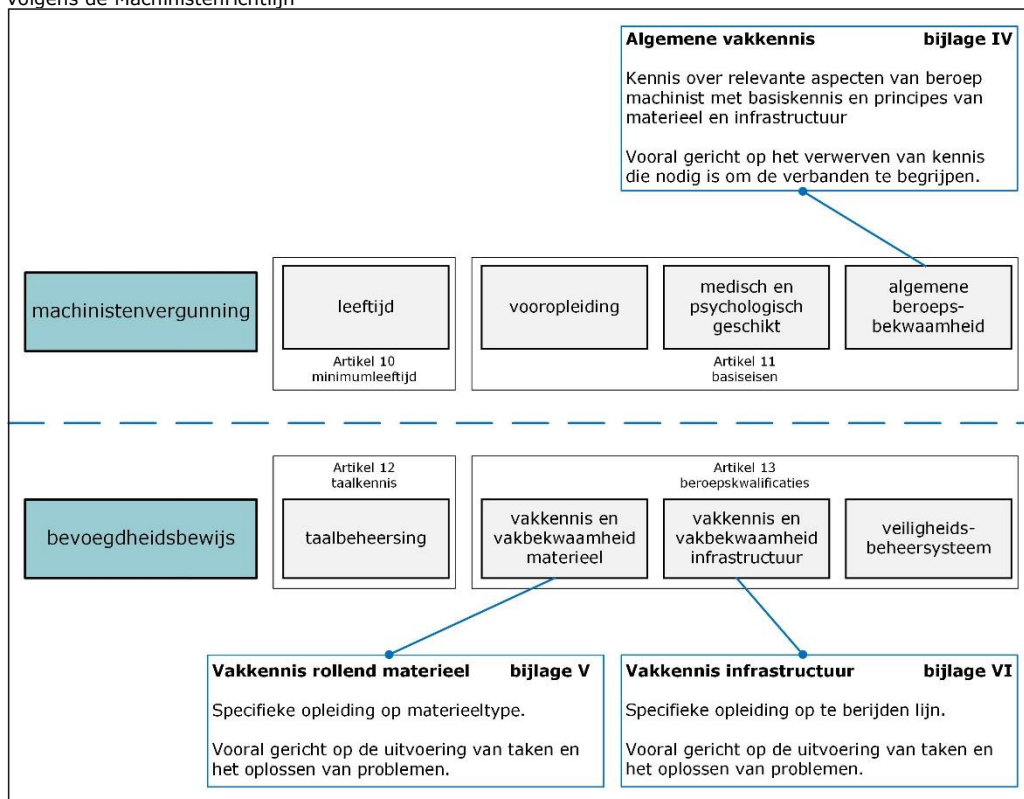 volgens de Machinistenrichtlijn
Algemene vakkennis bijlage IV
Kennis over relevante aspecten van beroep
machinist met basiskennis en principes van
materieel en infrastructuur
Vooral gericht op het verwerven van kennis
die nodig is om de verbanden te begrijpen.
machinistenvergunning
leeftijd
Artikel 10
minimumleeftijd
vooropleiding
medisch en
psychologisch
geschikt
algemene
beroeps-
bekwaamheid
Artikel 11
basiseisen
bevoegdheidsbewijs
Artikel 12
taalkennis
taalbeheersing
Artikel 13
beroepskwalificaties
vakkennis en
vakbekwaamheid
materieel
vakkennis en
vakbekwaamheid
infrastructuur
veiligheids-
beheersysteem
Vakkennis rollend materieel bijlage V
Specifieke opleiding op materieeltype.
Vooral gericht op de uitvoering van taken en
het oplossen van problemen.
Vakkennis infrastructuur bijlage VI
Specifieke opleiding op te berijden lijn.
Vooral gericht op de uitvoering van taken en
het oplossen van problemen.